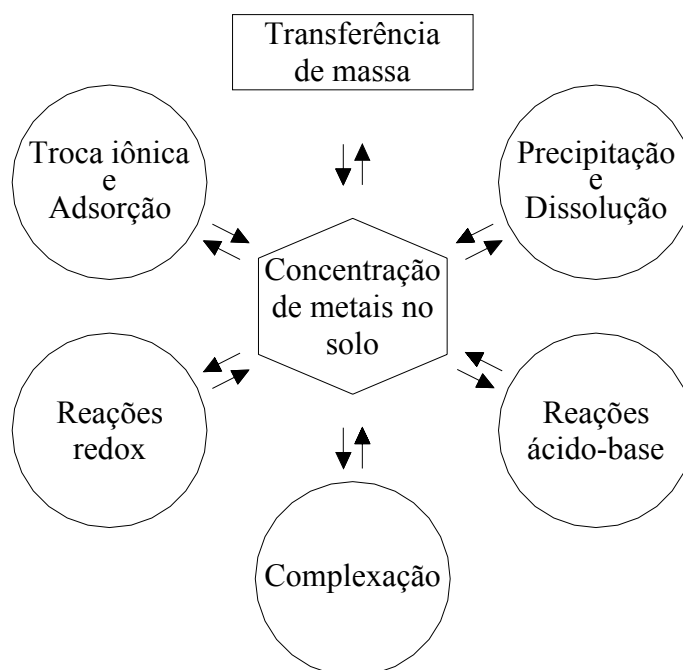 Transferência
de massa
Troca iônica
e
Adsorção
Precipitação
e
Dissolução
Concentração
de metais no
solo
Reações
redox
Reações
ácido-base
Complexação